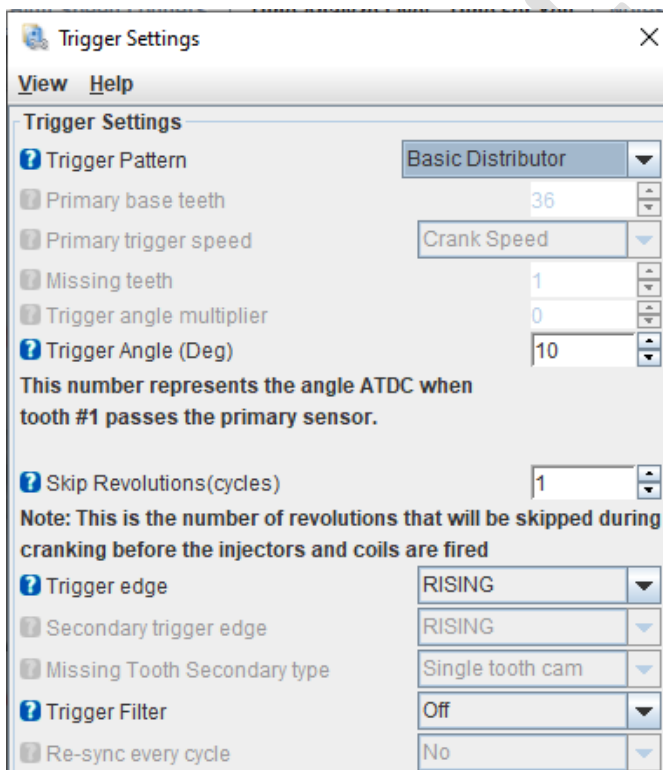 Trigger Settings
View Help
Trigger Settings
Trigger Pattern Basic Distributor
Primary base teeth 36
Primary trigger speed Crank Speed
Missing teeth 1
Trigger angle multiplier 0
Trigger Angle (Deg) 10
This number represents the angle ATDC when
tooth #1 passes the primary sensor.
Skip Revolutions(cycles) 1
Note: This is the number of revolutions that will be skipped during
cranking before the injectors and coils are fired
Trigger edge RISING
Secondary trigger edge RISING
Missing Tooth Secondary type Single tooth cam
Trigger Filter Off
Re-sync every cycle No